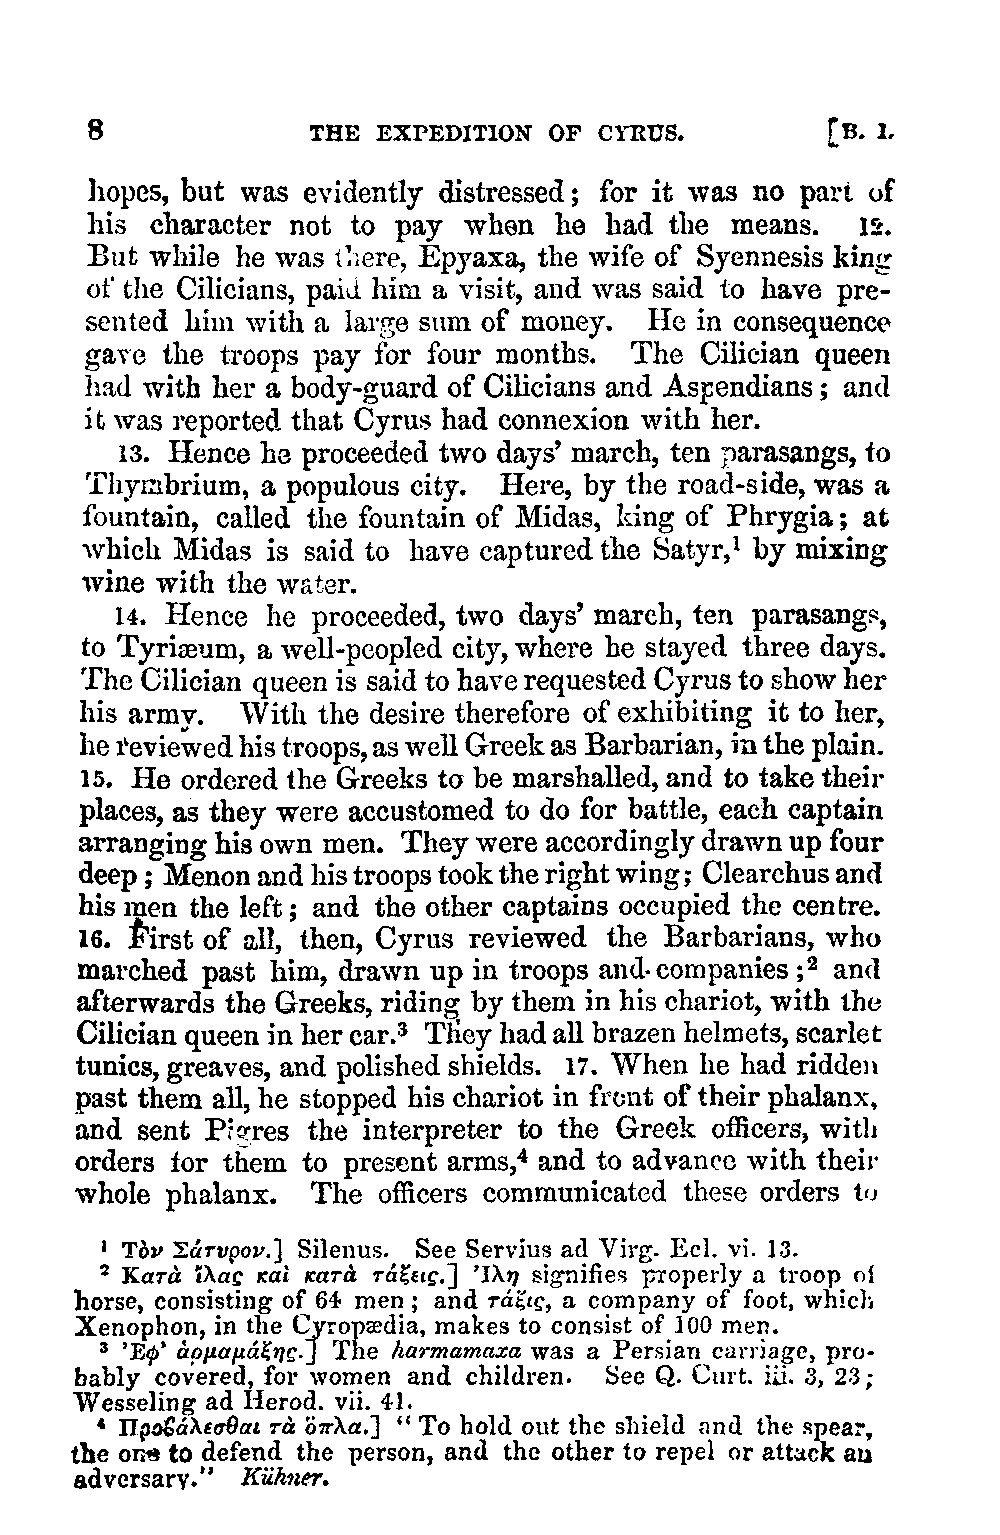 8 THE EXPEDITION OF CYRUS. [B. I.
hopes, but was evidently distressed; for it was no part of
his character not to pay when he had the means. 12.
But while he was there, Epyaxa, the wife of Syennesis king
of the Cilicians, paid him a visit, and was said to have pre-
sented him with a large sum of money. He in consequence
gave the troops pay for four months. The Cilician queen
had with her a body-guard of Cilicians and Aspendians; and
it was reported that Cyrus had connexion with her.
13. Hence he proceeded two days' march, ten parasangs, to
Thymbrium, a populous city. Here, by the road-side, was a
fountain, called the fountain of Midas, king of Phrygia; at
which Midas is said to have captured the Satyr,¹ by mixing
wine with the water.
14. Hence he proceeded, two days' march, ten parasangs,
to Tyriæum, a well-peopled city, where he stayed three days.
The Cilician queen is said to have requested Cyrus to show her
his army. With the desire therefore of exhibiting it to her,
he reviewed his troops, as well Greek as Barbarian, in the plain.
15. He ordered the Greeks to be marshalled, and to take their
places, as they were accustomed to do for battle, each captain
arranging his own men. They were accordingly drawn up four
deep; Menon and his troops took the right wing; Clearchus and
his men the left; and the other captains occupied the centre.
16. First of all, then, Cyrus reviewed the Barbarians, who
marched past him, drawn up in troops and companies;² and
afterwards the Greeks, riding by them in his chariot, with the
Cilician queen in her car.³ They had all brazen helmets, scarlet
tunics, greaves, and polished shields. 17. When he had ridden
past them all, he stopped his chariot in front of their phalanx,
and sent Pigres the interpreter to the Greek officers, with
orders for them to present arms,⁴ and to advance with their
whole phalanx. The officers communicated these orders to
¹ Τὸν Σάτυρον.] Silenus. See Servius ad Virg. Ecl. vi. 13.
² Κατὰ ἴλας καὶ κατὰ τάξεις.] Ἴλη signifies properly a troop of
horse, consisting of 64 men; and τάξις, a company of foot, which
Xenophon, in the Cyropædia, makes to consist of 100 men.
³ Ἐφ' ἁρμαμάξης.] The harmamaxa was a Persian carriage, pro-
bably covered, for women and children. See Q. Curt. iii. 3, 23;
Wesseling ad Herod. vii. 41.
⁴ Προϐάλεσθαι τὰ ὅπλα.] "To hold out the shield and the spear,
the one to defend the person, and the other to repel or attack an
adversary." Kühner.